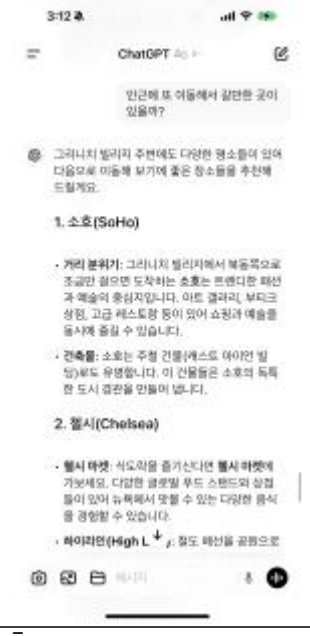 3:12
ChatGPT 4o >
인근에 또 이동해서 갈만한 곳이
있을까?
그리니치 빌리지 주변에도 다양한 명소들이 있어
다음으로 이동해 보기에 좋은 장소들을 추천해
드릴게요.
1. 소호(SoHo)
• 거리 분위기: 그리니치 빌리지에서 북동쪽으로
조금만 걸으면 도착하는 소호는 트렌디한 패션
과 예술의 중심지입니다. 아트 갤러리, 부티크
상점, 고급 레스토랑 등이 있어 쇼핑과 예술을
동시에 즐길 수 있습니다.
• 건축물: 소호는 주철 건물(캐스트 아이언 빌
딩)로도 유명합니다. 이 건물들은 소호의 독특
한 도시 경관을 만들어 냅니다.
2. 첼시(Chelsea)
• 첼시 마켓: 식도락을 즐기신다면 첼시 마켓에
가보세요. 다양한 글로벌 푸드 스탠드와 상점
들이 있어 뉴욕에서 맛볼 수 있는 다양한 음식
을 경험할 수 있습니다.
• 하이라인(High L 철도 패선을 공원으로
메시지